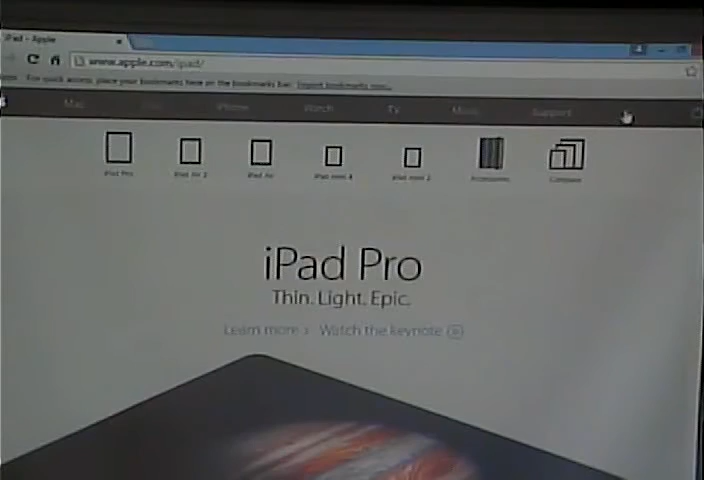 iPad - Apple
www.apple.com/ipad/
For quick access, place your bookmarks here on the bookmarks bar. Import bookmarks now...
Mac iPhone Watch TV Music Support
iPad Pro iPad Air 2 iPad Air iPad mini 4 iPad mini 2 Accessories Compare
iPad Pro
Thin. Light. Epic.
Learn more › Watch the keynote